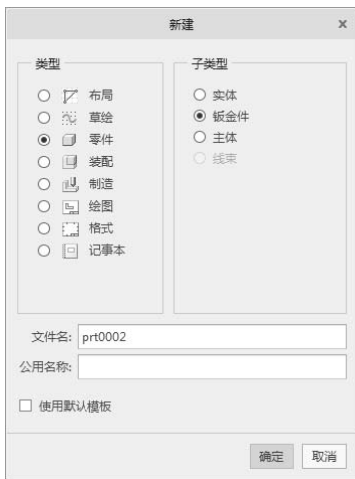 新建
类型
布局
草绘
零件
装配
制造
绘图
格式
记事本
子类型
实体
钣金件
主体
线束
文件名: prt0002
公用名称:
使用默认模板
确定 取消